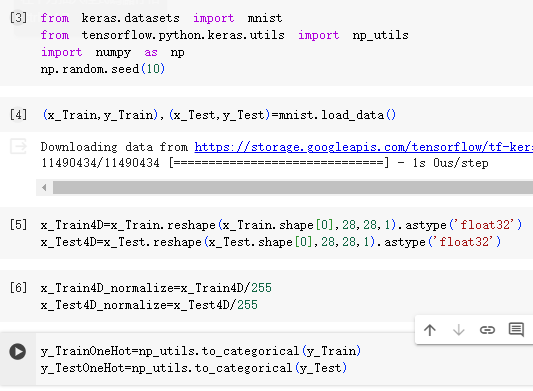 [3] from keras.datasets import mnist
from tensorflow.python.keras.utils import np_utils
import numpy as np
np.random.seed(10)
[4] (x_Train,y_Train),(x_Test,y_Test)=mnist.load_data()
Downloading data from https://storage.googleapis.com/tensorflow/tf-ker
11490434/11490434 [==============================] - 1s 0us/step
[5] x_Train4D=x_Train.reshape(x_Train.shape[0],28,28,1).astype('float32')
x_Test4D=x_Test.reshape(x_Test.shape[0],28,28,1).astype('float32')
[6] x_Train4D_normalize=x_Train4D/255
x_Test4D_normalize=x_Test4D/255
y_TrainOneHot=np_utils.to_categorical(y_Train)
y_TestOneHot=np_utils.to_categorical(y_Test)